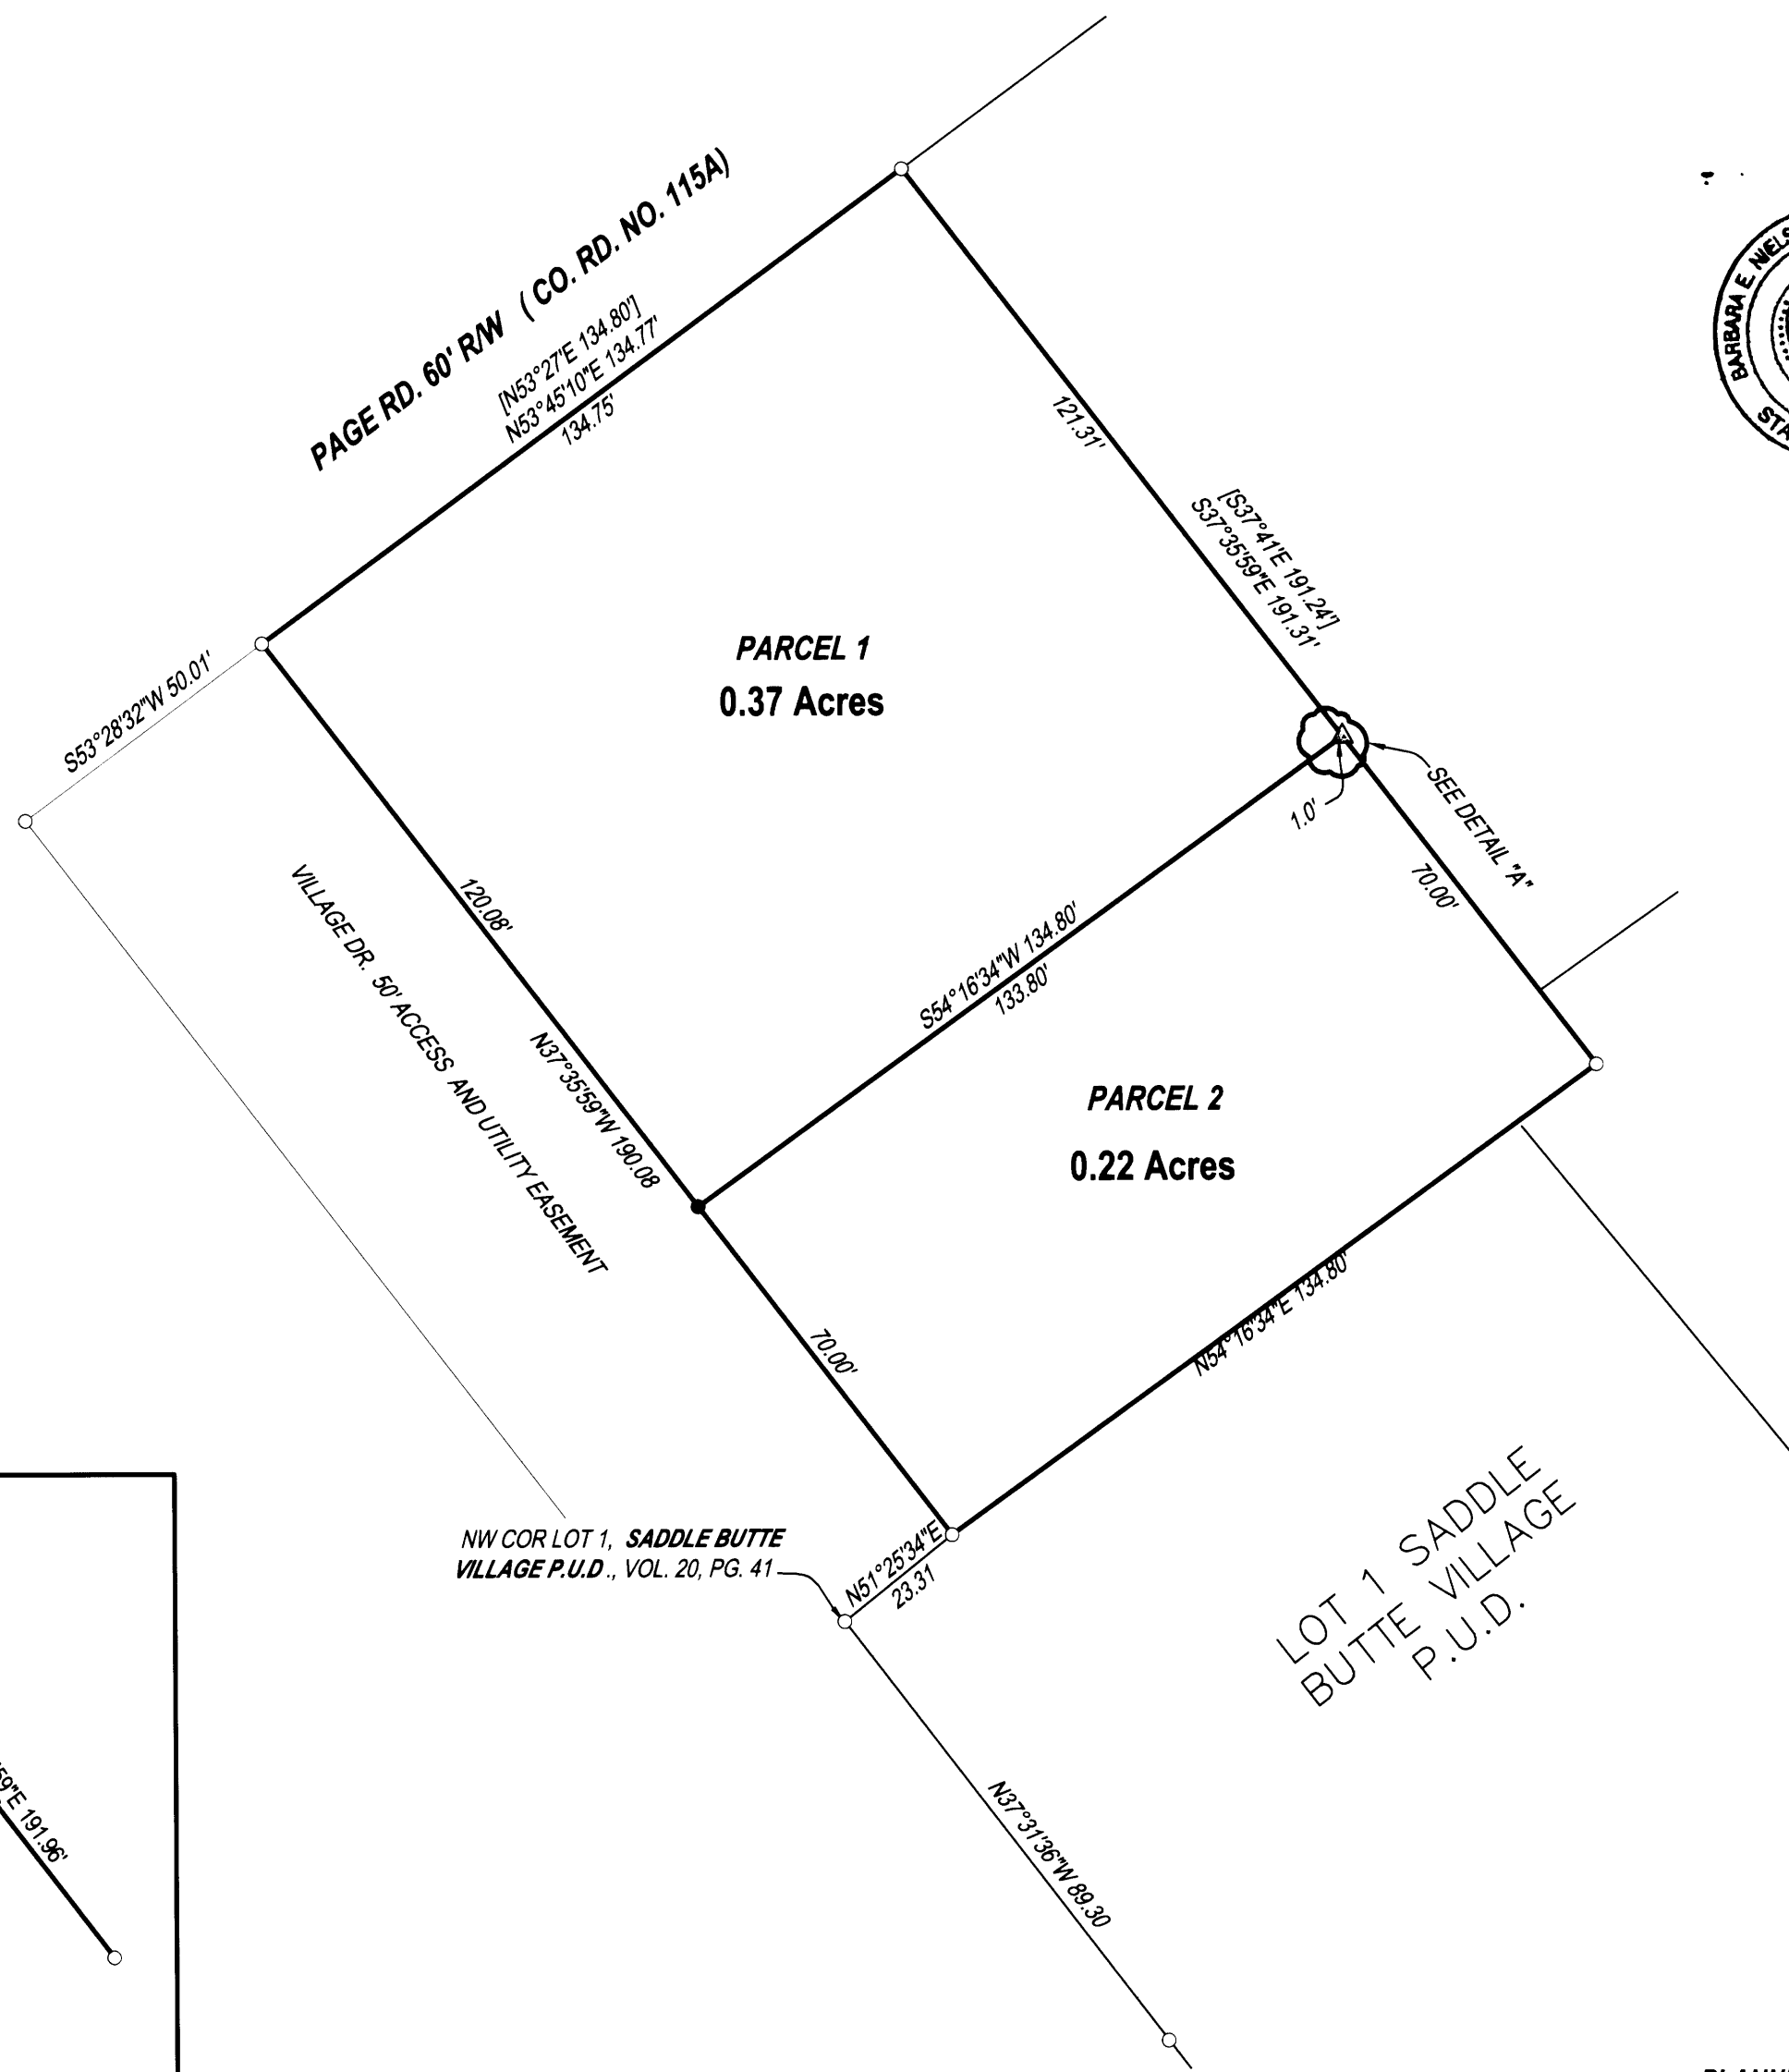 PAGE RD. 60' R/W ( CO. RD. NO. 115A)
[N53°27'E 134.80']
N53°45'10"E 134.77'
134.75'
BARBARA E. NIELS
STA
121.31'
[S37°41'E 191.24']
S37°35'59"E 191.31'
PARCEL 1
0.37 Acres
S53°28'32"W 50.01'
SEE DETAIL "A"
1.0'
70.00'
120.08'
VILLAGE DR. 50' ACCESS AND UTILITY EASEMENT
N37°35'59"W 190.08
S54°16'34"W 134.80'
133.80'
PARCEL 2
0.22 Acres
N54°16'34"E 134.80'
70.00'
NW COR LOT 1, SADDLE BUTTE
VILLAGE P.U.D., VOL. 20, PG. 41
N51°25'34"E
23.31
LOT 1 SADDLE
BUTTE VILLAGE
P.U.D.
N37°31'36"W 89.30
59"E 191.96'